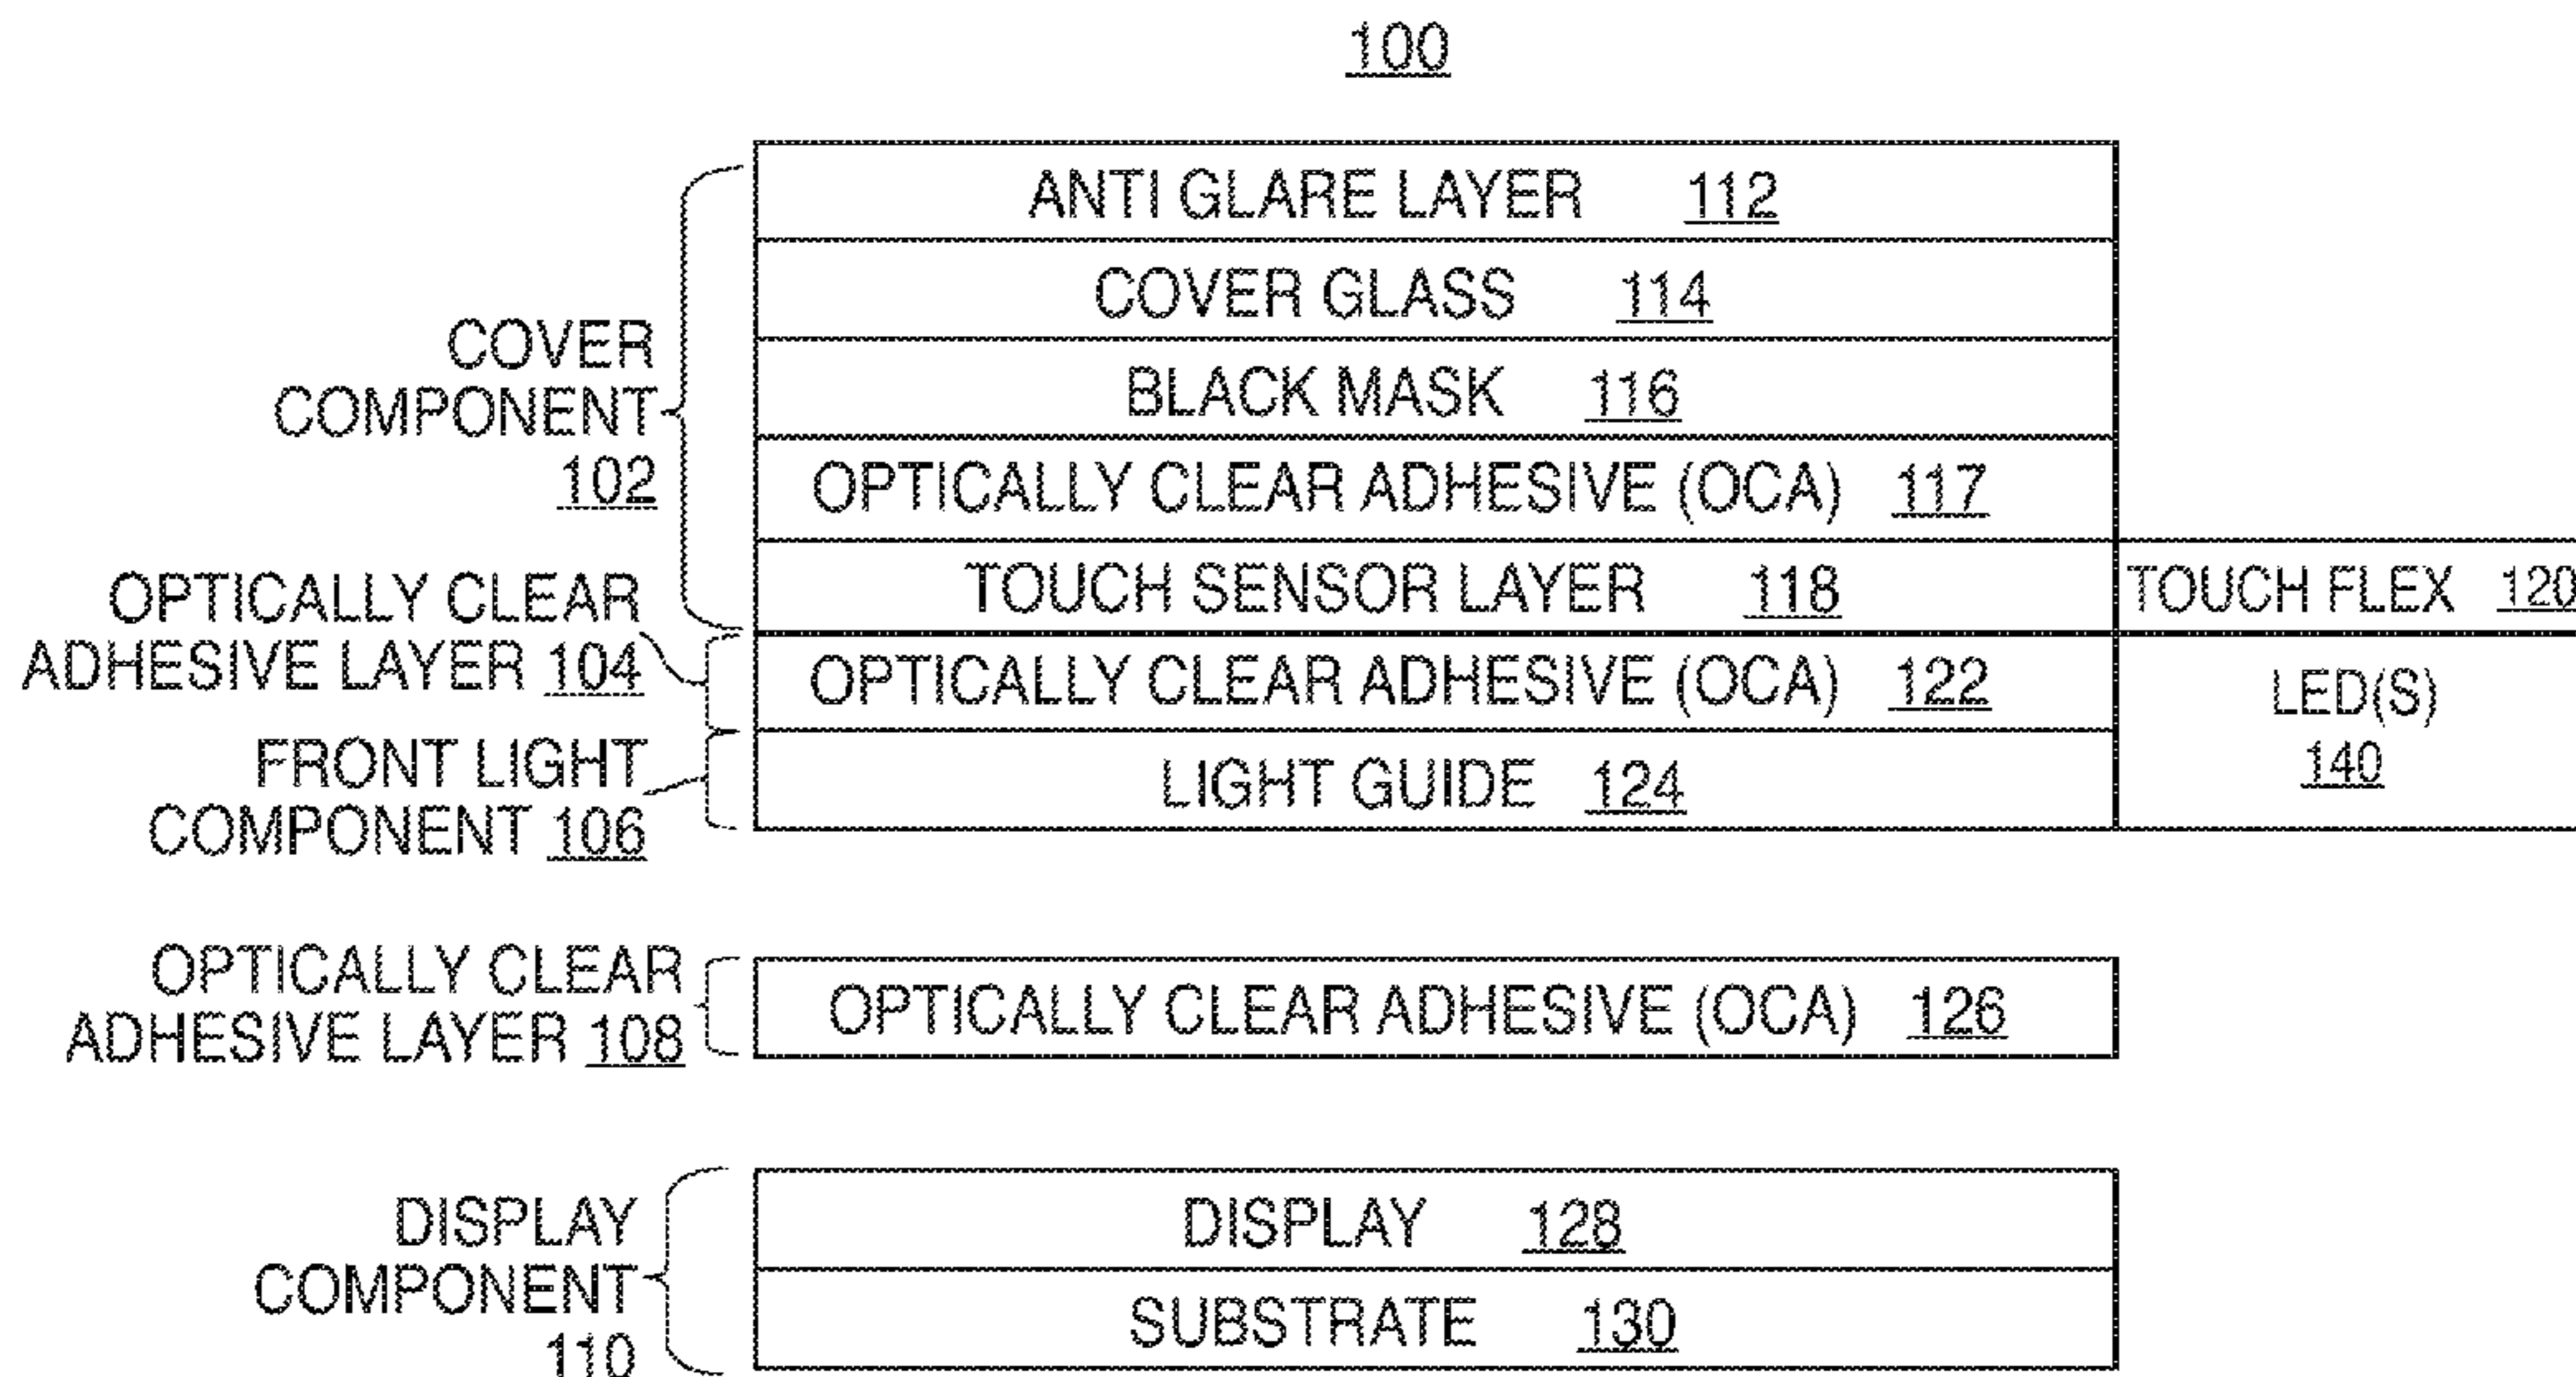 100
ANTI GLARE LAYER 112
COVER GLASS 114
BLACK MASK 116
COVER
COMPONENT
102
OPTICALLY CLEAR ADHESIVE (OCA) 117
TOUCH SENSOR LAYER 118
TOUCH FLEX 120
OPTICALLY CLEAR
ADHESIVE LAYER 104
OPTICALLY CLEAR ADHESIVE (OCA) 122
LED(S)
140
FRONT LIGHT
COMPONENT 106
LIGHT GUIDE 124
OPTICALLY CLEAR
ADHESIVE LAYER 108
OPTICALLY CLEAR ADHESIVE (OCA) 126
DISPLAY
COMPONENT
110
DISPLAY 128
SUBSTRATE 130